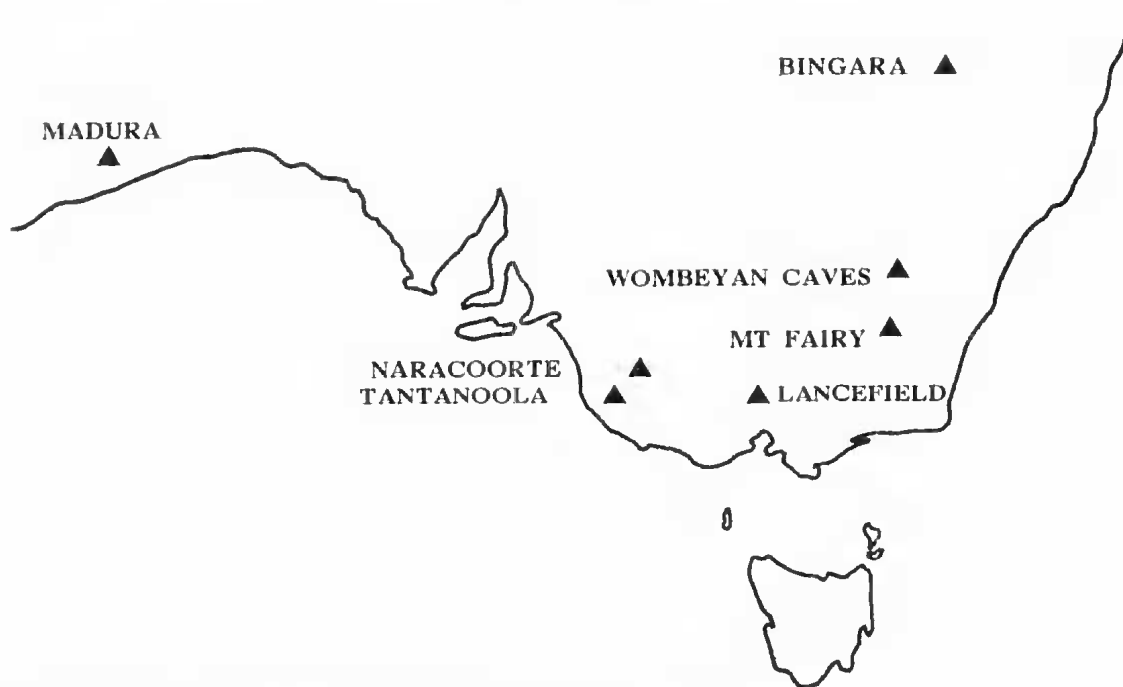 BINGARA
MADURA
WOMBEYAN CAVES
MT FAIRY
NARACOORTE
TANTANOOLA
LANCEFIELD